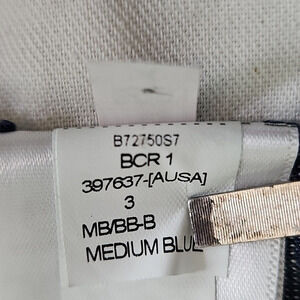 B72750S7
BCR 1
397637-[AUSA]
3
MB/BB-B
MEDIUM BLUE